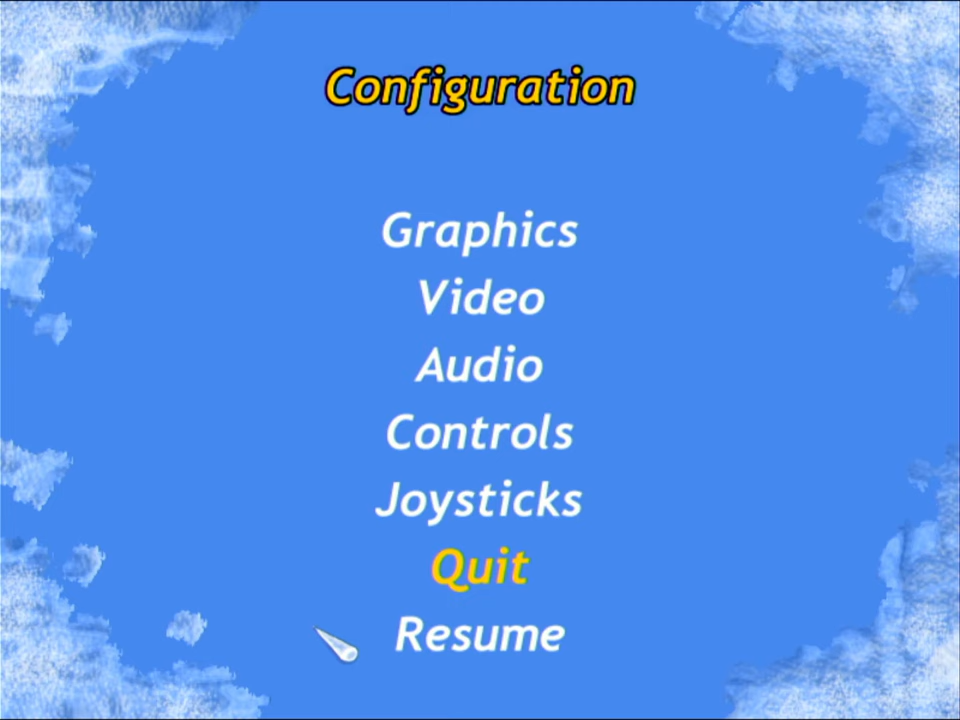 Configuration
Graphics
Video
Audio
Controls
Joysticks
Quit
Resume